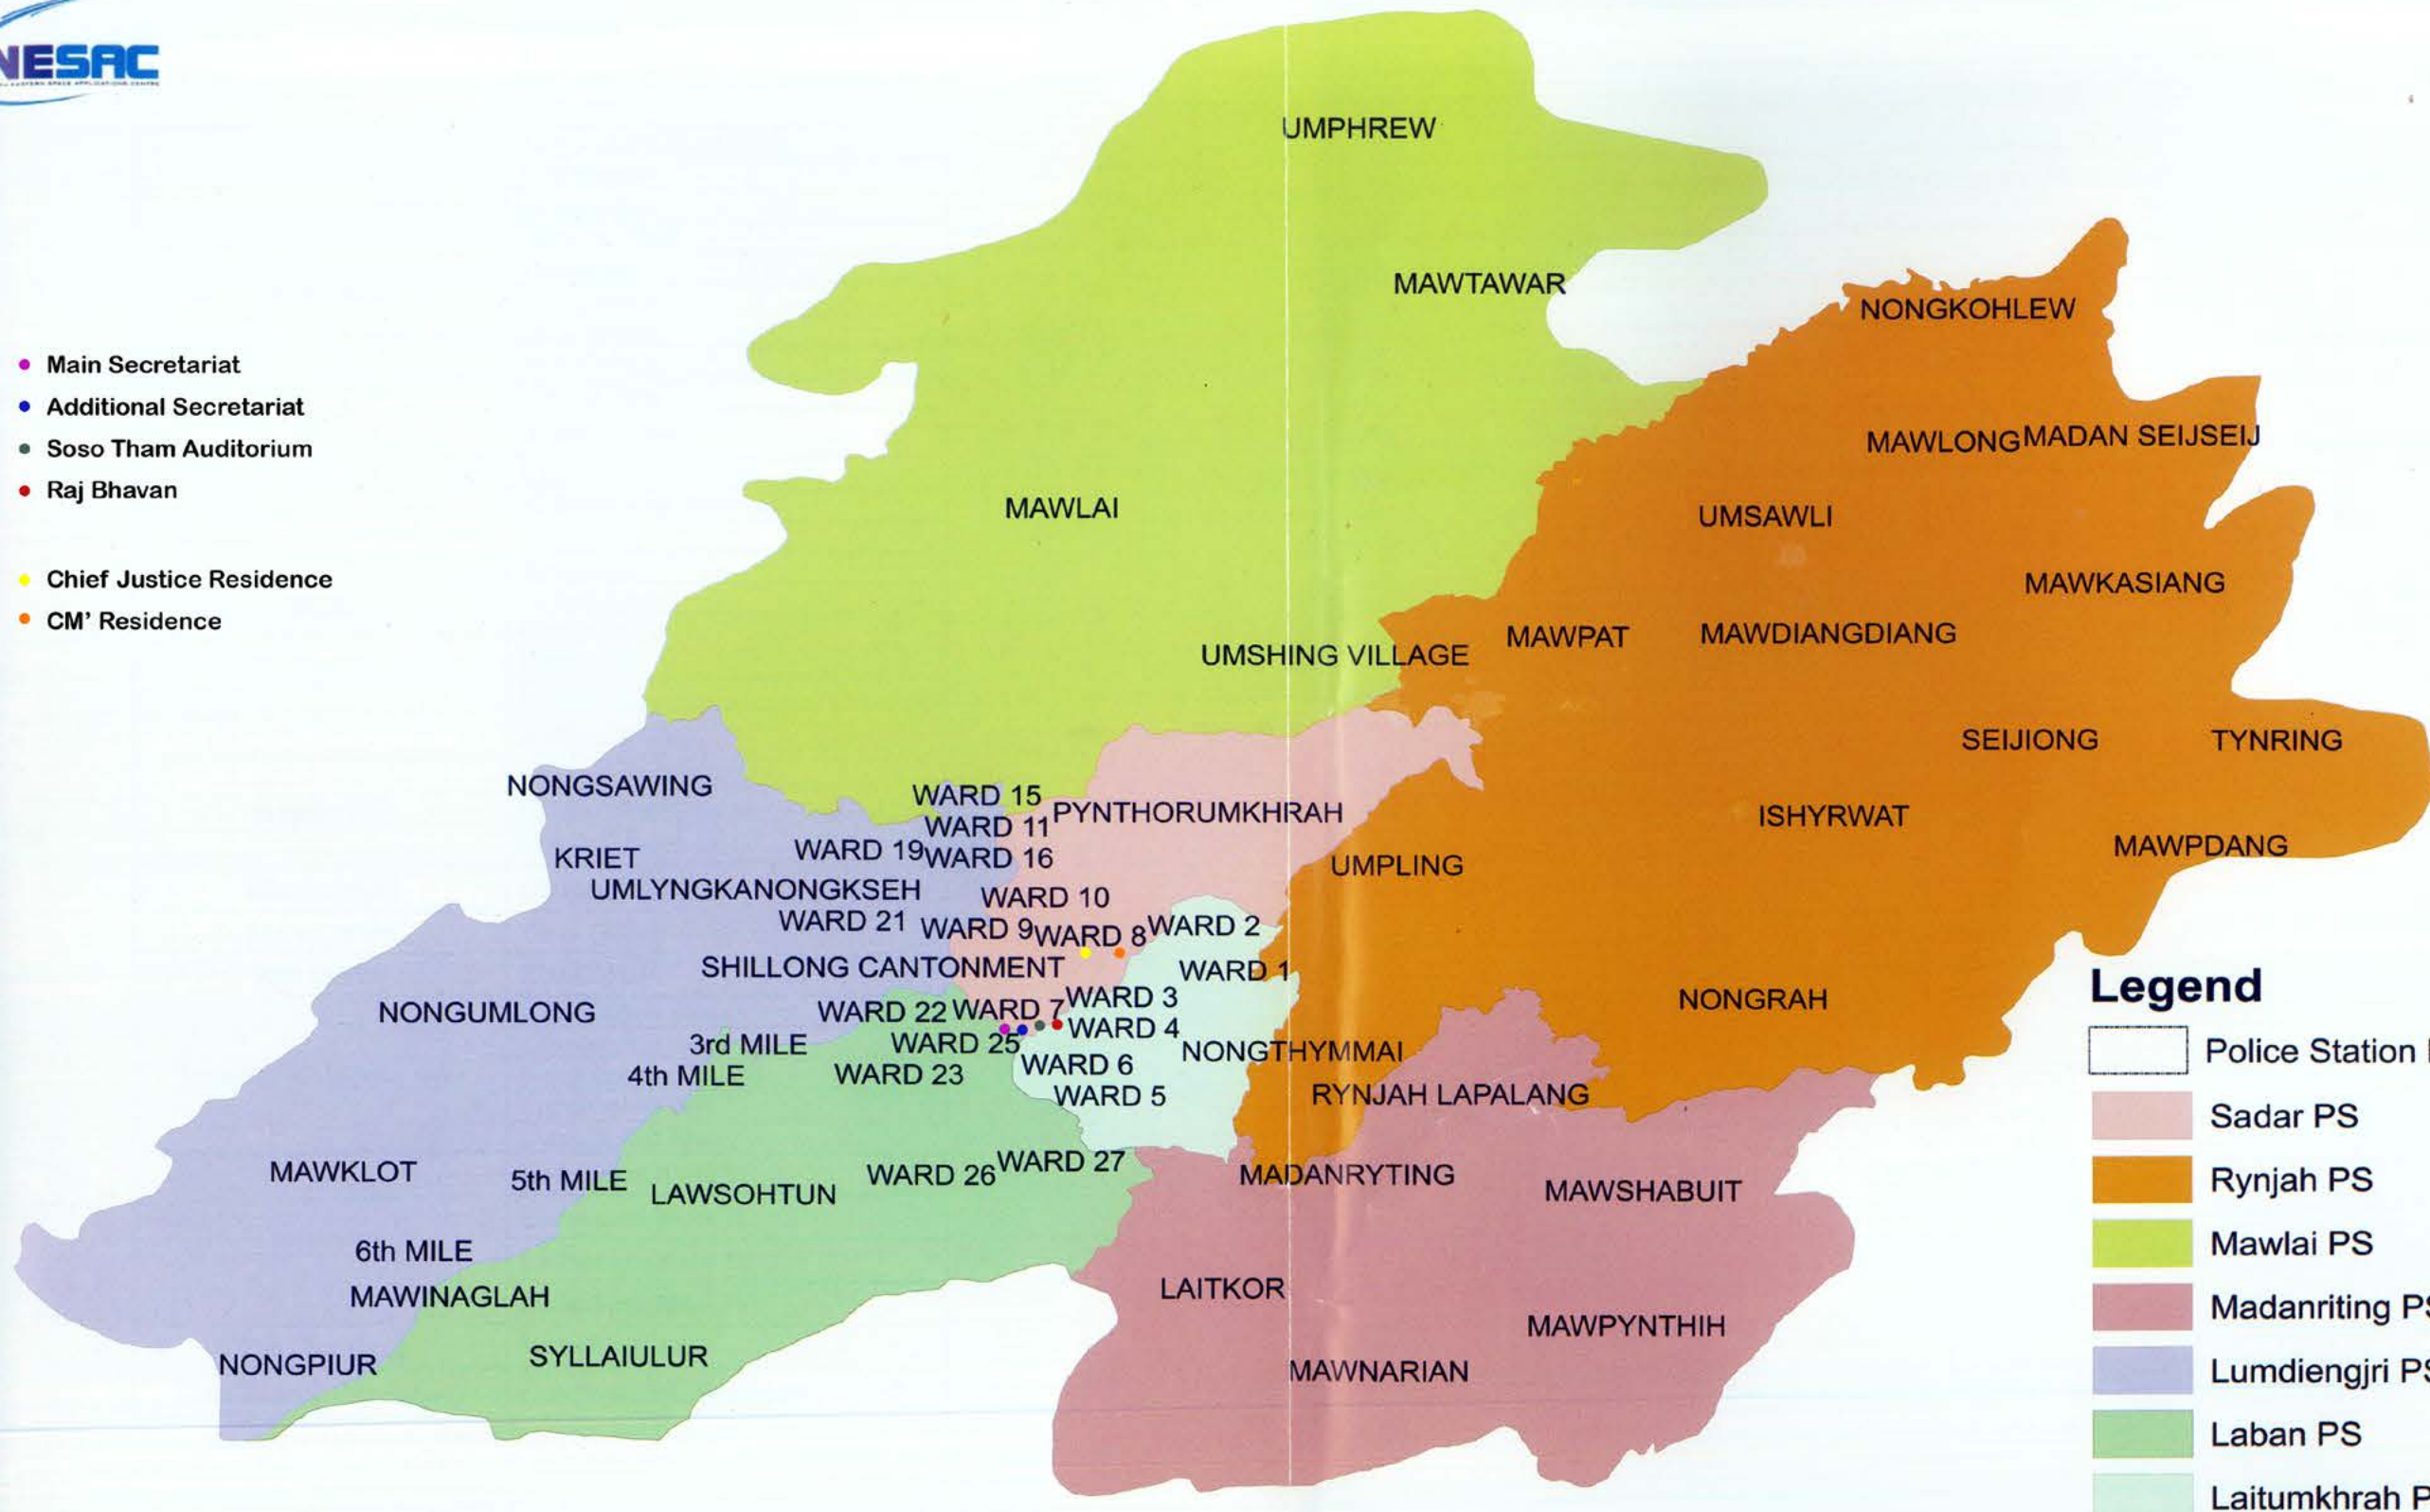 NESAC
Main Secretariat
Additional Secretariat
Soso Tham Auditorium
Raj Bhavan
Chief Justice Residence
CM' Residence
UMPHREW
MAWTAWAR
NONGKOHLEW
MAWLONG
MADAN SEIJSEIJ
MAWLAI
UMSAWLI
MAWKASIANG
UMSHING VILLAGE
MAWPAT
MAWDIANGDIANG
SEIJIONG
TYNRING
NONGSAWING
WARD 15
PYNTHORUMKHRAH
ISHYRWAT
WARD 11
MAWPDANG
KRIET
WARD 19
WARD 16
UMPLING
UMLYNGKANONGKSEH
WARD 10
WARD 21
WARD 9
WARD 8
WARD 2
SHILLONG CANTONMENT
WARD 1
NONGUMLONG
WARD 22
WARD 7
WARD 3
NONGRAH
3rd MILE
WARD 25
WARD 4
NONGTHYMMAI
4th MILE
WARD 23
WARD 6
WARD 5
RYNJAH LAPALANG
MAWKLOT
5th MILE
LAWSOHTUN
WARD 26
WARD 27
MADANRYTING
MAWSHABUIT
6th MILE
MAWINAGLAH
LAITKOR
MAWPYNTHIH
NONGPIUR
SYLLAIULUR
MAWNARIAN
Legend
Police Station
Sadar PS
Rynjah PS
Mawlai PS
Madanriting PS
Lumdiengjri PS
Laban PS
Laitumkhrah P